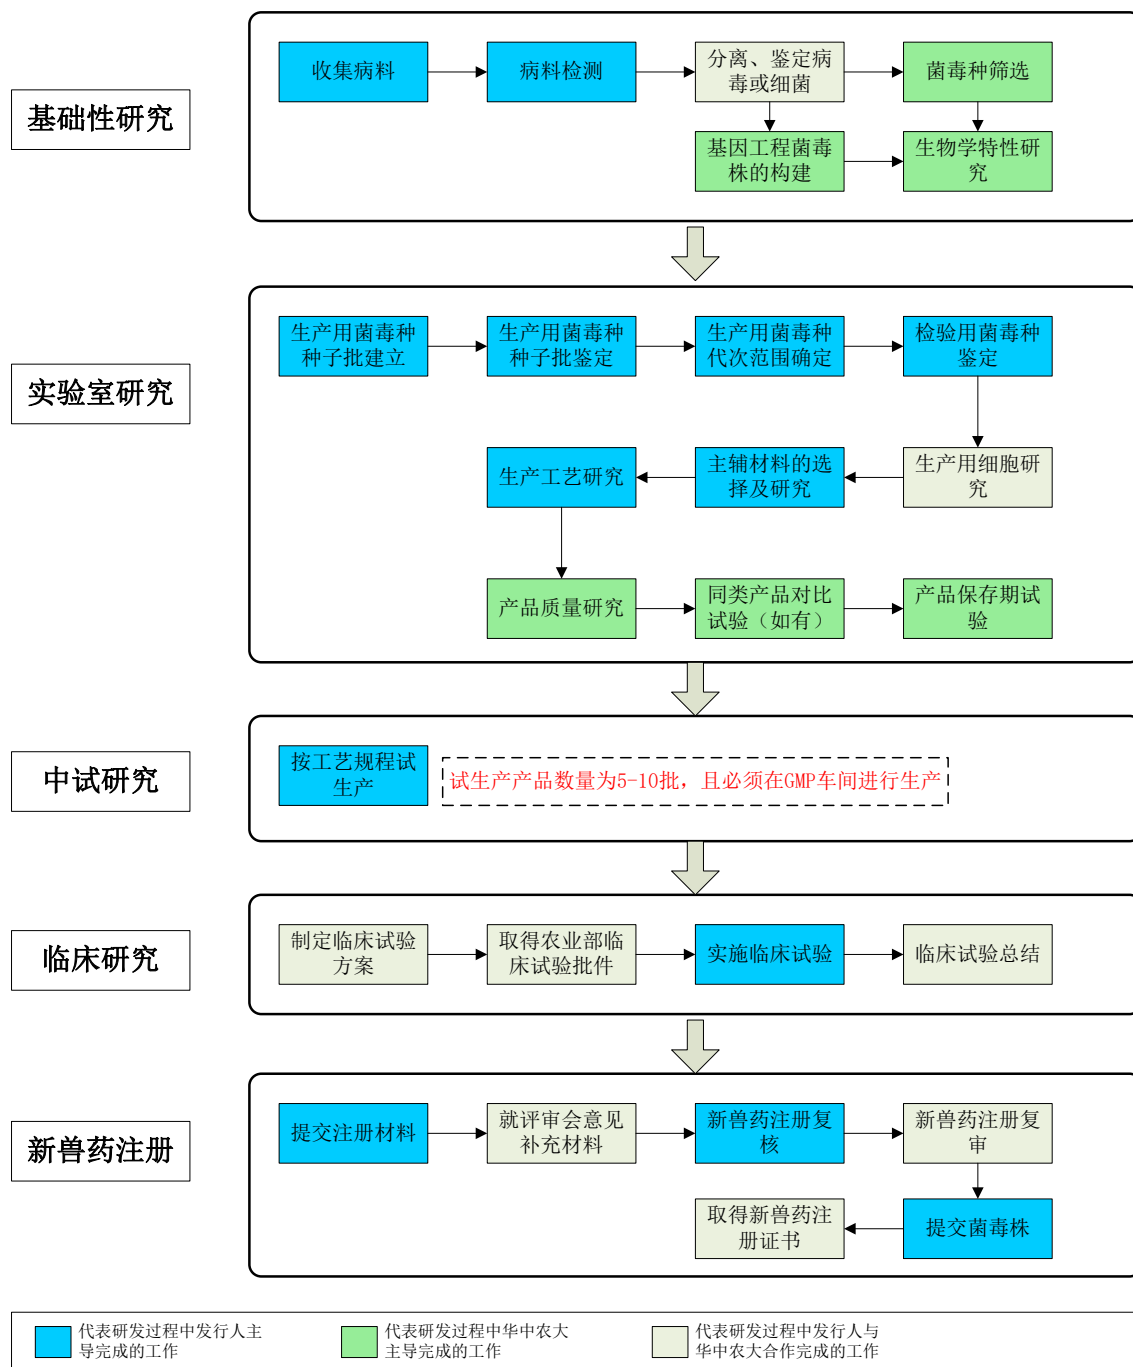 基础性研究
收集病料
病料检测
分离、鉴定病
毒或细菌
菌毒种筛选
基因工程菌毒
株的构建
生物学特性研
究
实验室研究
生产用菌毒种
种子批建立
生产用菌毒种
种子批鉴定
生产用菌毒种
代次范围确定
检验用菌毒种
鉴定
生产工艺研究
主辅材料的选
择及研究
生产用细胞研
究
产品质量研究
同类产品对比
试验（如有）
产品保存期试
验
中试研究
按工艺规程试
生产
试生产产品数量为5-10批，且必须在GMP车间进行生产
临床研究
制定临床试验
方案
取得农业部临
床试验批件
实施临床试验
临床试验总结
新兽药注册
提交注册材料
就评审会意见
补充材料
新兽药注册复
核
新兽药注册复
审
取得新兽药注
册证书
提交菌毒株
代表研发过程中发行人主
导完成的工作
代表研发过程中华中农大
主导完成的工作
代表研发过程中发行人与
华中农大合作完成的工作